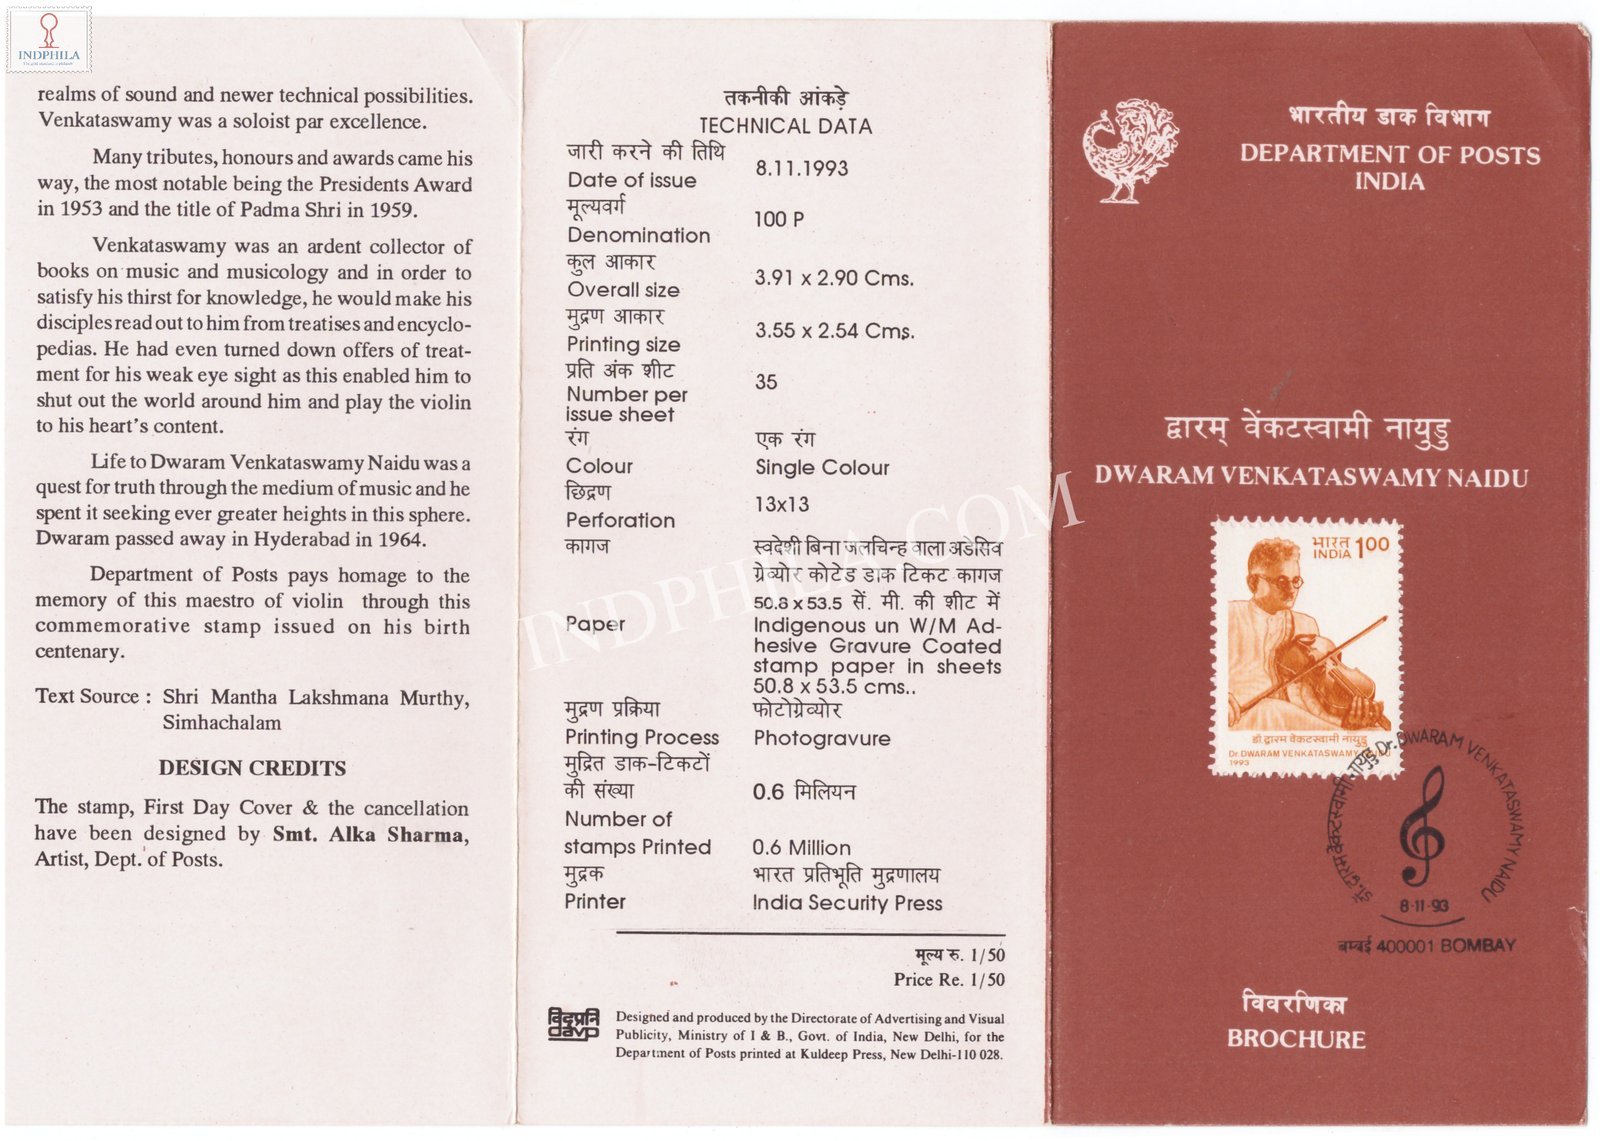 INDPHILA
realms of sound and newer technical possibilities.
Venkataswamy was a soloist par excellence.
Many tributes, honours and awards came his
way, the most notable being the Presidents Award
in 1953 and the title of Padma Shri in 1959.
Venkataswamy was an ardent collector of
books on music and musicology and in order to
satisfy his thirst for knowledge, he would make his
disciples read out to him from treatises and encyclo-
pedias. He had even turned down offers of treat-
ment for his weak eye sight as this enabled him to
shut out the world around him and play the violin
to his heart's content.
Life to Dwaram Venkataswamy Naidu was a
quest for truth through the medium of music and he
spent it seeking ever greater heights in this sphere.
Dwaram passed away in Hyderabad in 1964.
Department of Posts pays homage to the
memory of this maestro of violin through this
commemorative stamp issued on his birth
centenary.
Text Source : Shri Mantha Lakshmana Murthy,
Simhachalam
DESIGN CREDITS
The stamp, First Day Cover & the cancellation
have been designed by Smt. Alka Sharma,
Artist, Dept. of Posts.
तकनीकी आंकड़े
TECHNICAL DATA
जारी करने की तिथि
Date of issue 8.11.1993
मूल्यवर्ग
Denomination 100 P
कुल आकार
Overall size 3.91 x 2.90 Cms.
मुद्रण आकार
Printing size 3.55 x 2.54 Cms.
प्रति अंक शीट
Number per 35
issue sheet
रंग एक रंग
Colour Single Colour
छिद्रण
Perforation 13x13
कागज स्वदेशी बिना जलचिन्ह वाला अडेसिव
ग्रेव्योर कोटेड डाक टिकट कागज
50.8 x 53.5 सें. मी. की शीट में
Paper Indigenous un W/M Ad-
hesive Gravure Coated
stamp paper in sheets
50.8 x 53.5 cms..
मुद्रण प्रक्रिया फोटोग्रेव्योर
Printing Process Photogravure
मुद्रित डाक-टिकटों
की संख्या 0.6 मिलियन
Number of
stamps Printed 0.6 Million
मुद्रक भारत प्रतिभूति मुद्रणालय
Printer India Security Press
मूल्य रु. 1/50
Price Re. 1/50
विदृप्रनि
davp
Designed and produced by the Directorate of Advertising and Visual
Publicity, Ministry of I & B., Govt. of India, New Delhi, for the
Department of Posts printed at Kuldeep Press, New Delhi-110 028.
भारतीय डाक विभाग
DEPARTMENT OF POSTS
INDIA
द्वारम् वेंकटस्वामी नायुडु
DWARAM VENKATASWAMY NAIDU
भारत 100
INDIA
डॉ द्वारम वेंकटस्वामी नायुडु
Dr. DWARAM VENKATASWAMY NAIDU
1993
डॉ. द्वारम वेंकटस्वामी नायुडु Dr. DWARAM VENKATASWAMY NAIDU
8-11-93
बम्बई 400001 BOMBAY
विवरणिका
BROCHURE
INDPHILA.COM